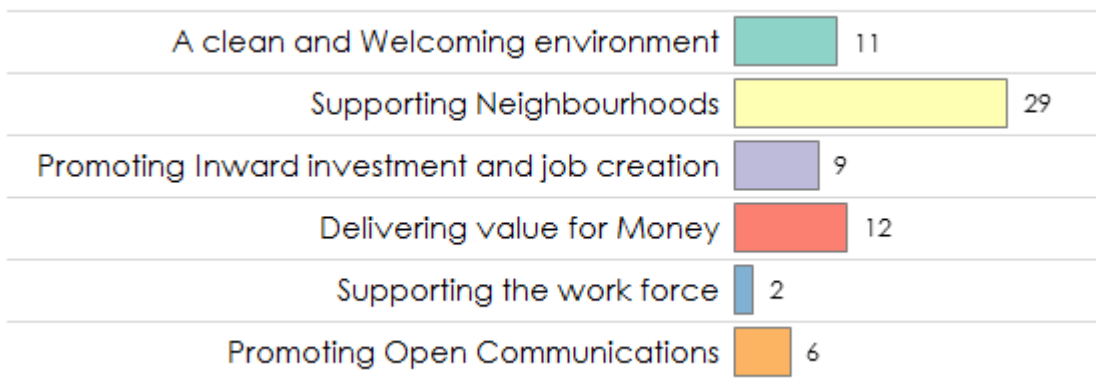 A clean and Welcoming environment 11
Supporting Neighbourhoods 29
Promoting Inward investment and job creation 9
Delivering value for Money 12
Supporting the work force 2
Promoting Open Communications 6